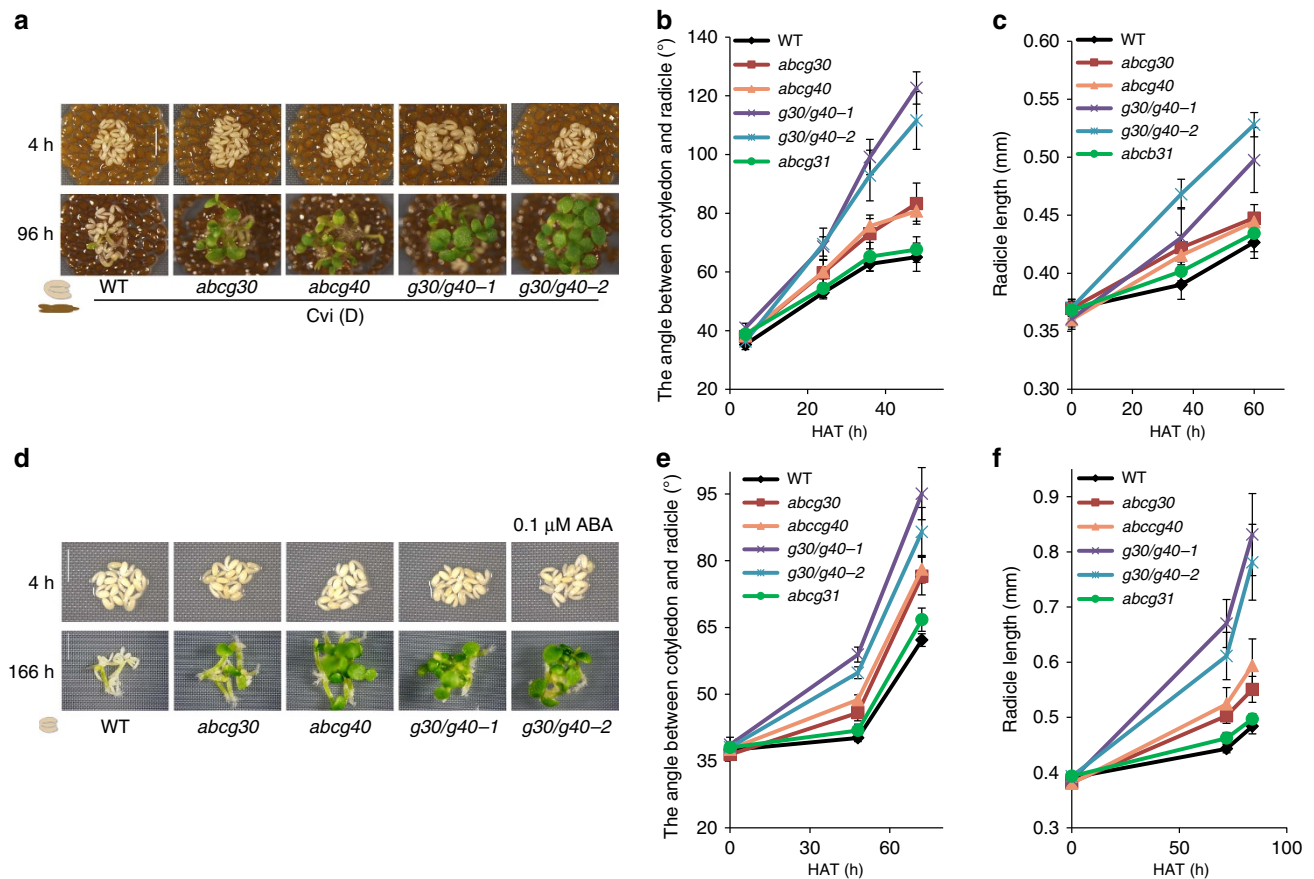 a
4 h
96 h
WT
abcg30
abcg40
g30/g40–1
g30/g40–2
Cvi (D)
b
The angle between cotyledon and radicle (°)
140
120
100
80
60
40
20
0
20
40
HAT (h)
WT
abcg30
abcg40
g30/g40–1
g30/g40–2
abcg31
c
Radicle length (mm)
0.60
0.55
0.50
0.45
0.40
0.35
0.30
0
20
40
60
HAT (h)
WT
abcg30
abcg40
g30/g40–1
g30/g40–2
abcb31
d
0.1 μM ABA
4 h
166 h
WT
abcg30
abcg40
g30/g40–1
g30/g40–2
e
The angle between cotyledon and radicle (°)
95
80
65
50
35
20
0
30
60
HAT (h)
WT
abcg30
abccg40
g30/g40–1
g30/g40–2
abcg31
f
Radicle length (mm)
0.9
0.8
0.7
0.6
0.5
0.4
0.3
0
50
100
HAT (h)
WT
abcg30
abccg40
g30/g40–1
g30/g40–2
abcg31